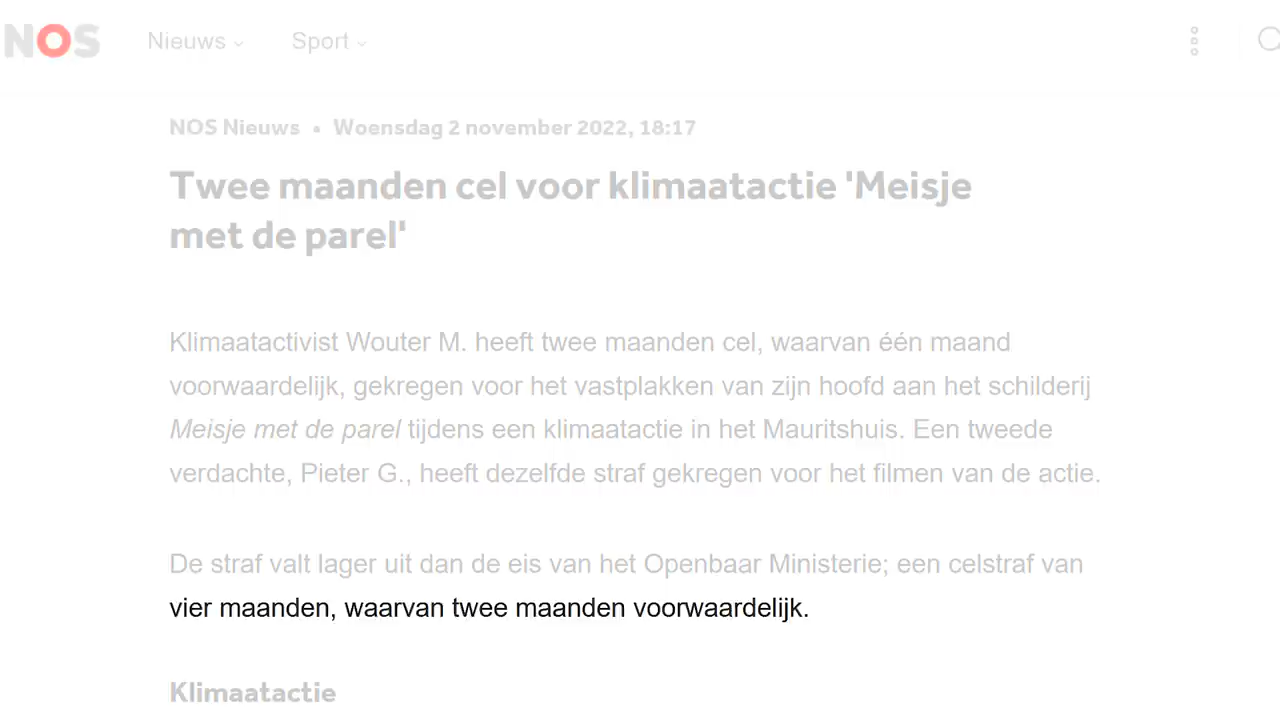 NOS Nieuws Sport
NOS Nieuws • Woensdag 2 november 2022, 18:17
Twee maanden cel voor klimaatactie 'Meisje
met de parel'
Klimaatactivist Wouter M. heeft twee maanden cel, waarvan één maand
voorwaardelijk, gekregen voor het vastplakken van zijn hoofd aan het schilderij
Meisje met de parel tijdens een klimaatactie in het Mauritshuis. Een tweede
verdachte, Pieter G., heeft dezelfde straf gekregen voor het filmen van de actie.
De straf valt lager uit dan de eis van het Openbaar Ministerie; een celstraf van
vier maanden, waarvan twee maanden voorwaardelijk.
Klimaatactie